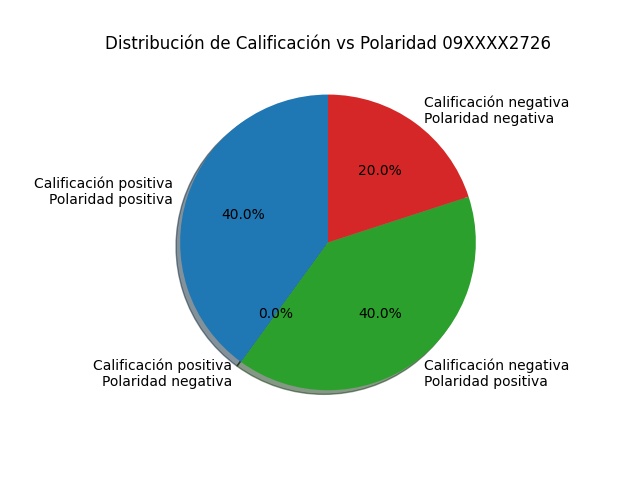 Distribución de Calificación vs Polaridad 09XXXX2726
Calificación negativa
Polaridad negativa
20.0%
Calificación positiva
Polaridad positiva
40.0%
0.0%
40.0%
Calificación positiva
Polaridad negativa
Calificación negativa
Polaridad positiva